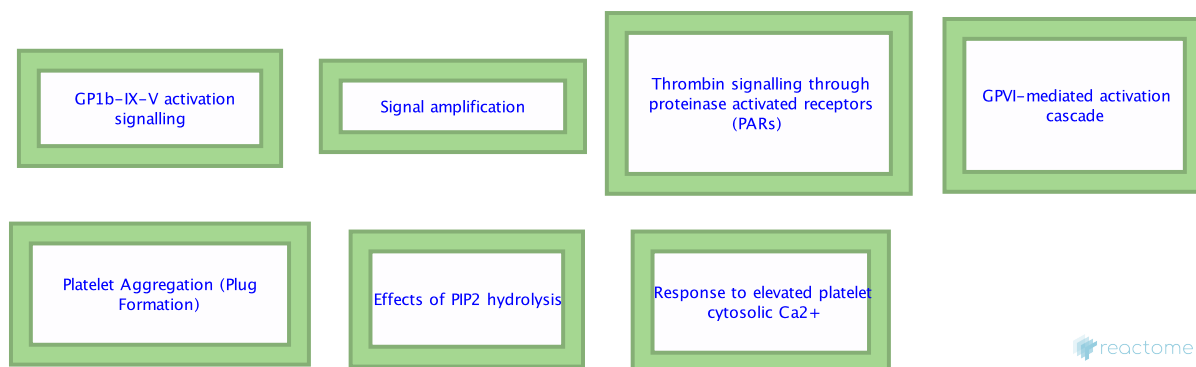 GP1b-IX-V activation
signalling
Signal amplification
Thrombin signalling through
proteinase activated receptors
(PARs)
GPVI-mediated activation
cascade
Platelet Aggregation (Plug
Formation)
Effects of PIP2 hydrolysis
Response to elevated platelet
cytosolic Ca2+
reactome